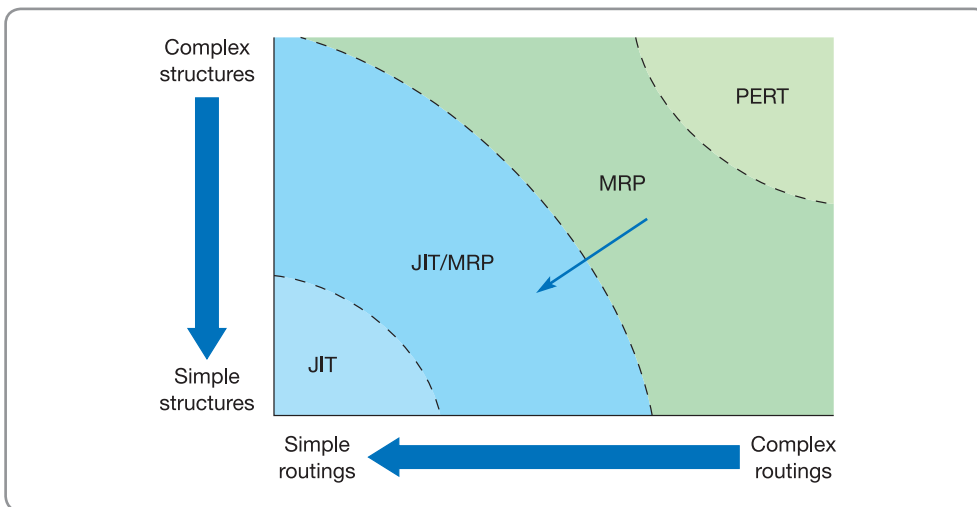 Complex
structures
PERT
MRP
JIT/MRP
JIT
Simple
structures
Simple
routings
Complex
routings